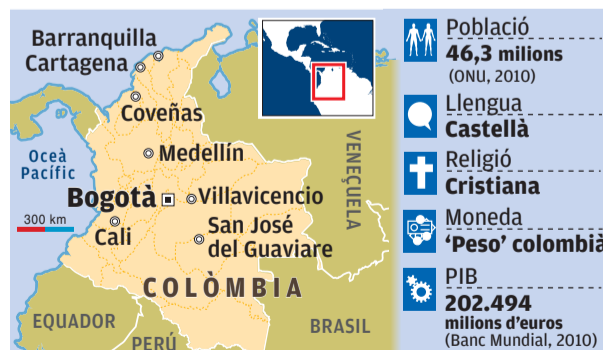 Barranquilla
Cartagena
Coveñas
Medellín
Oceà
Pacífic
Bogotà
Villavicencio
300 km
Cali
San José
del Guaviare
COLÒMBIA
VENEÇUELA
EQUADOR
PERÚ
BRASIL
Població
46,3 milions
(ONU, 2010)
Llengua
Castellà
Religió
Cristiana
Moneda
‘Peso’ colombià
PIB
202.494
milions d’euros
(Banc Mundial, 2010)